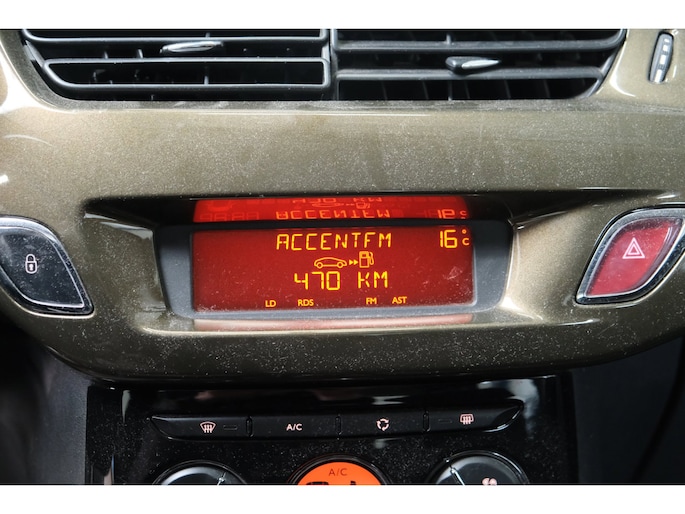 ACCENTFM 16°C
470 KM
LD RDS FM AST
A/C
A/C